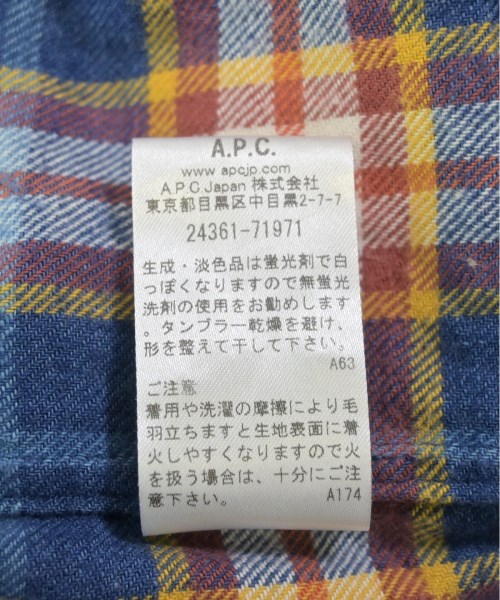 A.P.C.
www.apcjp.com
A.P.C.Japan 株式会社
東京都目黒区中目黒2-7-7
24361-71971
生成・淡色品は蛍光剤で白
っぽくなりますので無蛍光
洗剤の使用をお勧めします
。タンブラー乾燥を避け、
形を整えて干して下さい。
A63
ご注意
着用や洗濯の摩擦により毛
羽立ちますと生地表面に着
火しやすくなりますので火
を扱う場合は、十分にご注
意下さい。
A174